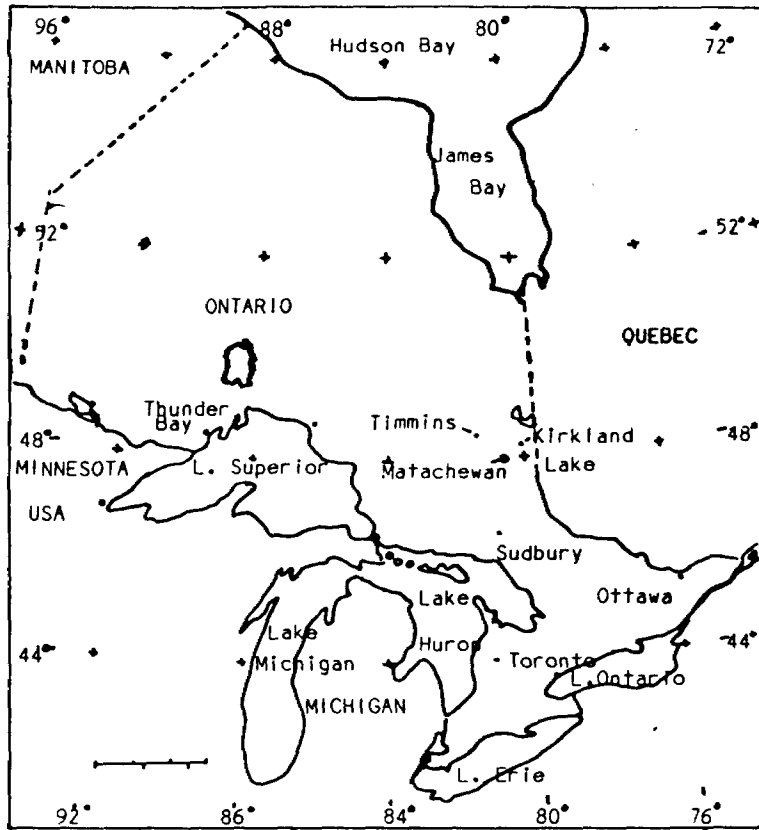 96°
88°
80°
72°
Hudson Bay
MANITOBA
James
Bay
92°
52°
ONTARIO
QUEBEC
Thunder
Bay
Timmins
48°
Kirkland
48°
MINNESOTA
L. Superior
Matachewan
Lake
USA
Sudbury
Lake
Ottawa
Lake
Huron
44°
Michigan
Toronto
44°
L.Ontario
MICHIGAN
L. Erie
92°
86°
84°
80°
76°